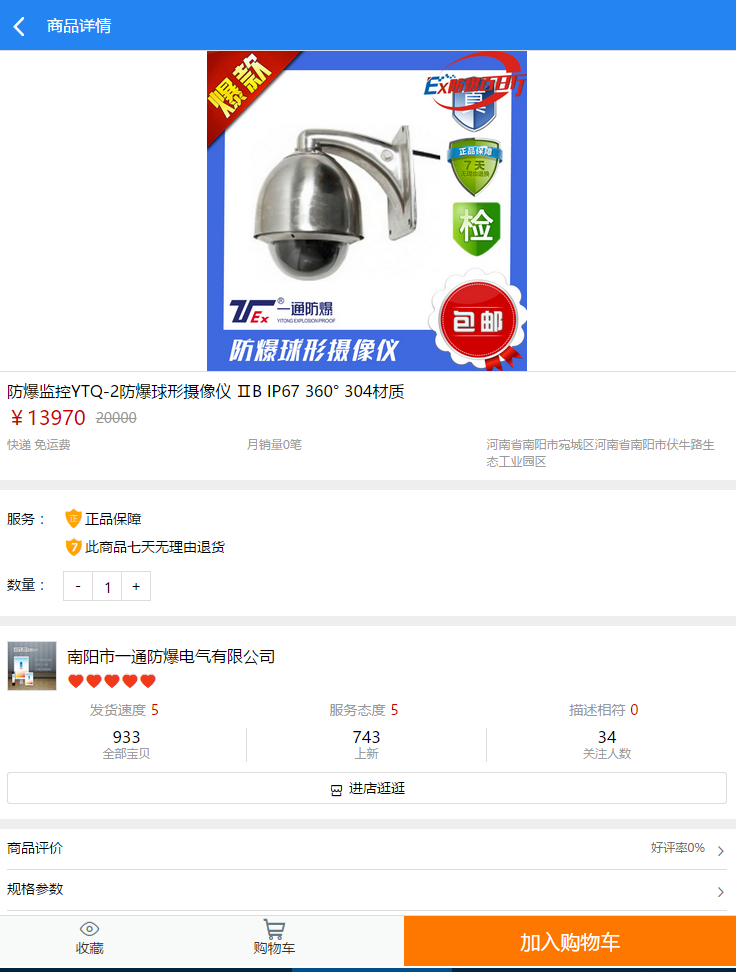 商品详情
爆款
Ex防爆百日行
真
正品保障
7天
无理由退换
检
一通防爆®
YITONG EXPLOSION PROOF
包邮
防爆球形摄像仪
防爆监控YTQ-2防爆球形摄像仪 ⅡB IP67 360° 304材质
￥13970 20000
快递 免运费 月销量0笔 河南省南阳市宛城区河南省南阳市伏牛路生
态工业园区
服务： 正 正品保障
7 此商品七天无理由退货
数量： - 1 +
南阳市一通防爆电气有限公司
发货速度 5 服务态度 5 描述相符 0
933 743 34
全部宝贝 上新 关注人数
进店逛逛
商品评价 好评率0%
规格参数
收藏 购物车 加入购物车